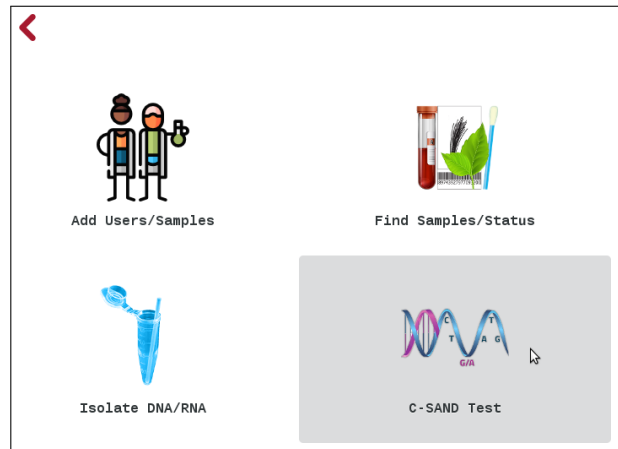 Add Users/Samples
Find Samples/Status
Isolate DNA/RNA
C
T
T
A
G
G/A
C-SAND Test